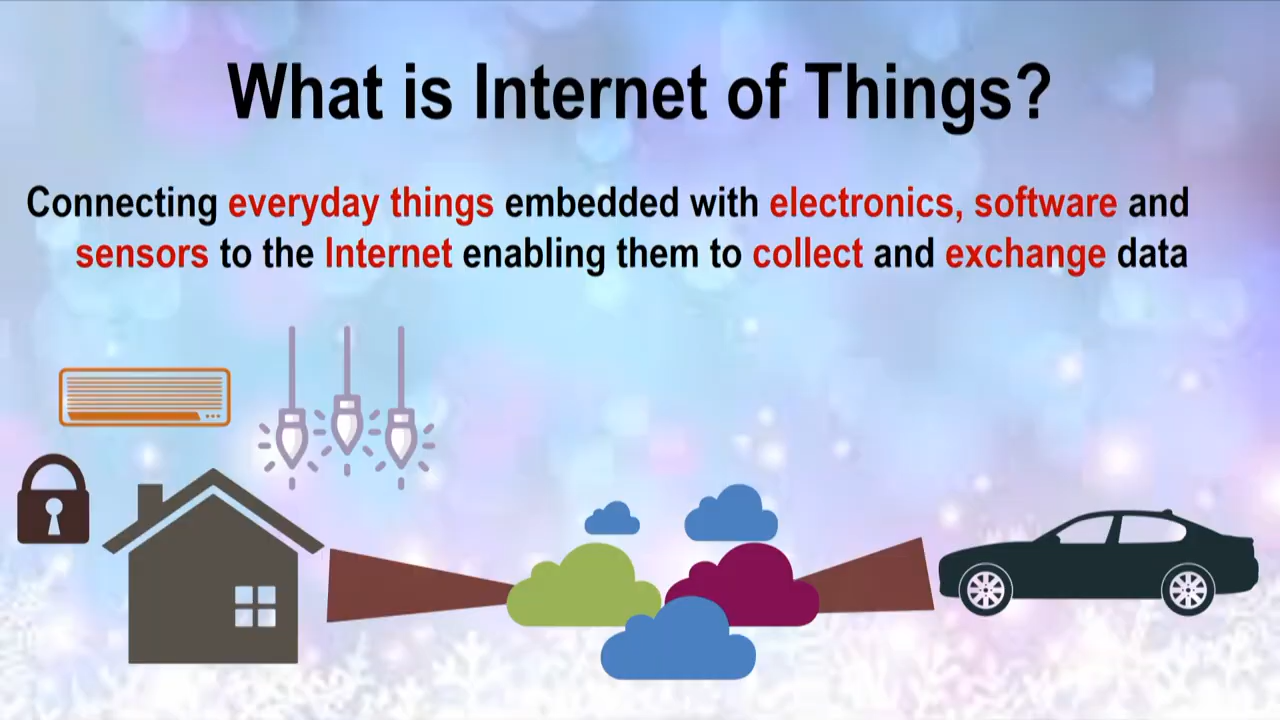 What is Internet of Things?
Connecting everyday things embedded with electronics, software and
sensors to the Internet enabling them to collect and exchange data